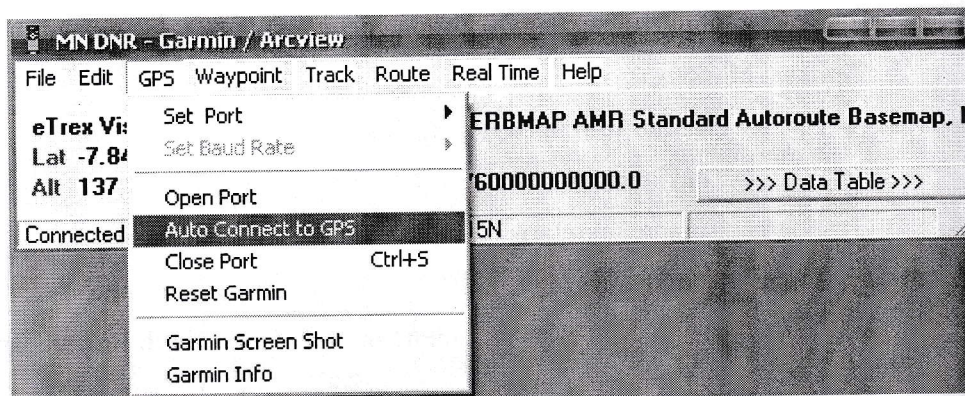 MN DNR - Garmin / Arcview
File Edit GPS Waypoint Track Route Real Time Help
Set Port
Set Baud Rate
Open Port
Auto Connect to GPS
Close Port Ctrl+S
Reset Garmin
Garmin Screen Shot
Garmin Info
eTrex Vis
Lat -7.84
Alt 137
Connected
ERBMAP AMR Standard Autoroute Basemap,
760000000000.0
>>> Data Table >>>
15N